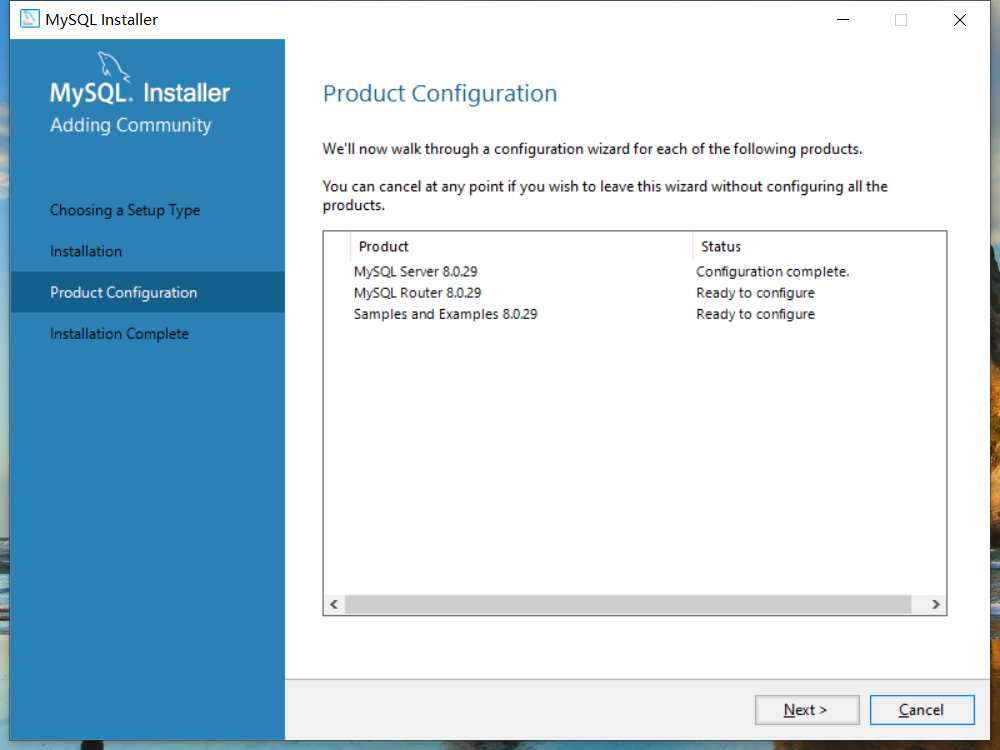 MySQL Installer
MySQL. Installer
Adding Community
Choosing a Setup Type
Installation
Product Configuration
Installation Complete
Product Configuration
We'll now walk through a configuration wizard for each of the following products.
You can cancel at any point if you wish to leave this wizard without configuring all the
products.
Product Status
MySQL Server 8.0.29 Configuration complete.
MySQL Router 8.0.29 Ready to configure
Samples and Examples 8.0.29 Ready to configure
Next > Cancel